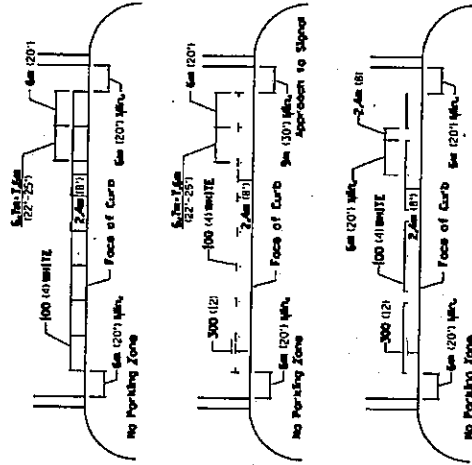 6m (20')
6.7m-7.6m
(22'-25')
100 (4) WHITE
2.4m (8')
Face of Curb
6m (20') Min.
6m (20') Min.
No Parking Zone
6m (20')
6.7m-7.6m
(22'-25')
100 (4) WHITE
300 (12)
2.4m (8')
Face of Curb
6m (20') Min.
No Parking Zone
9m (30') Min.
Approach to Signal
2.4m (8)
6m (20') Min.
100 (4) WHITE
300 (12)
2.4m (8')
Face of Curb
6m (20') Min.
6m (20') Min.
No Parking Zone